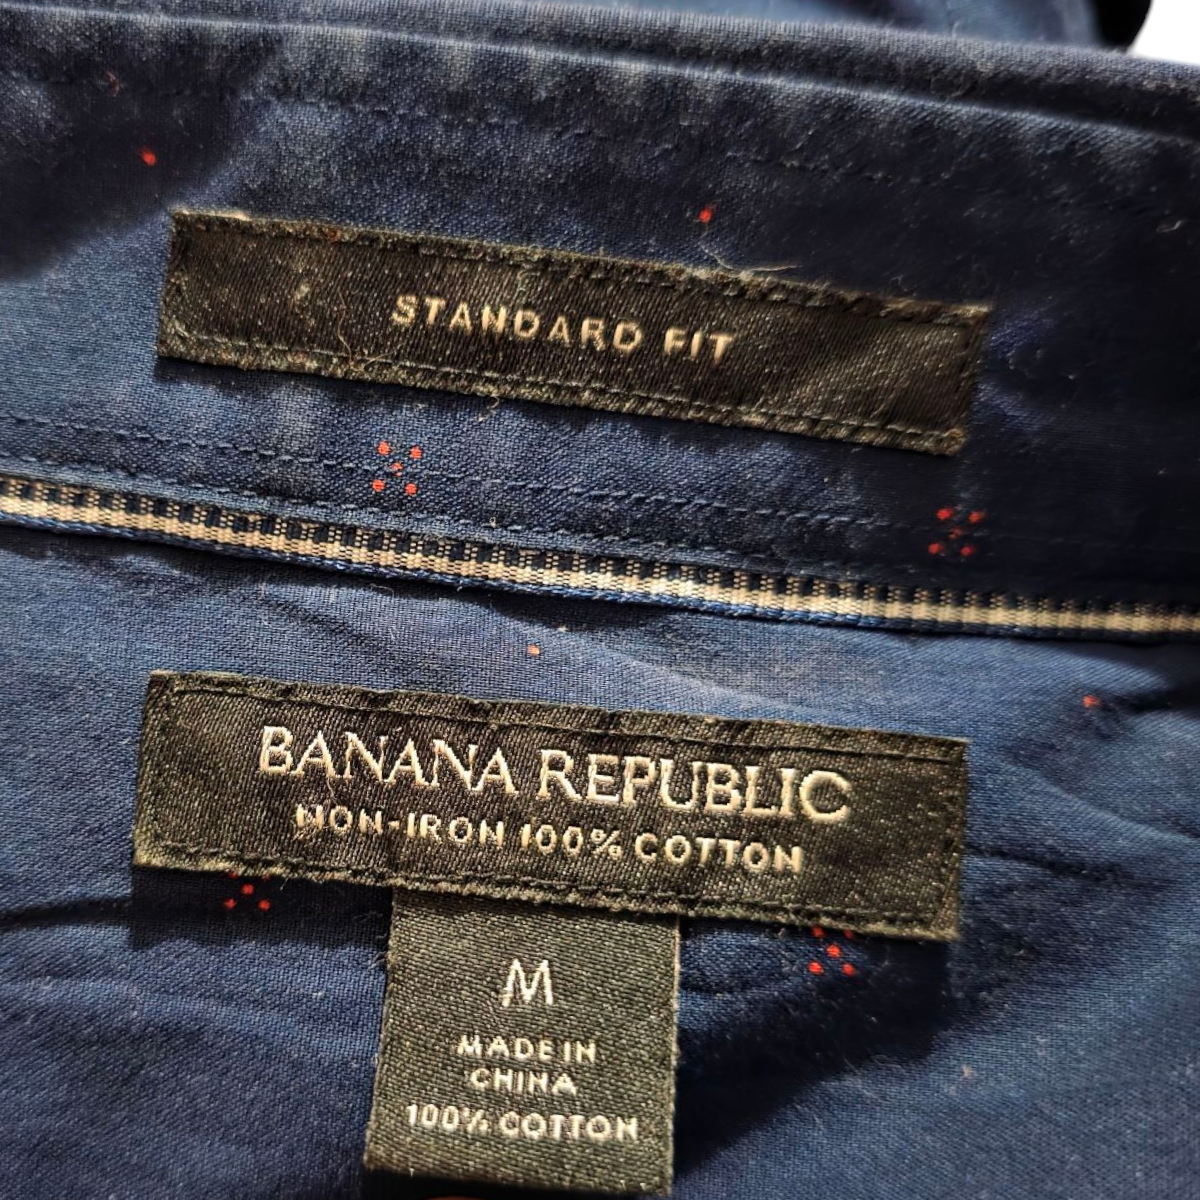 STANDARD FIT
BANANA REPUBLIC
NON-IRON 100% COTTON
M
MADE IN
CHINA
100% COTTON